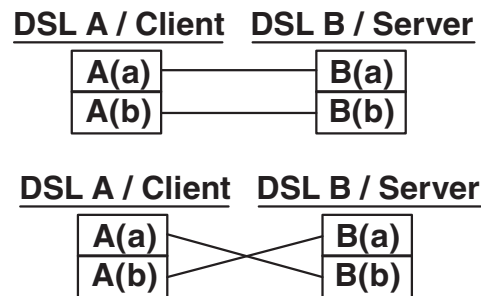 DSL A / Client DSL B / Server
A(a) B(a)
A(b) B(b)
DSL A / Client DSL B / Server
A(a) B(a)
A(b) B(b)